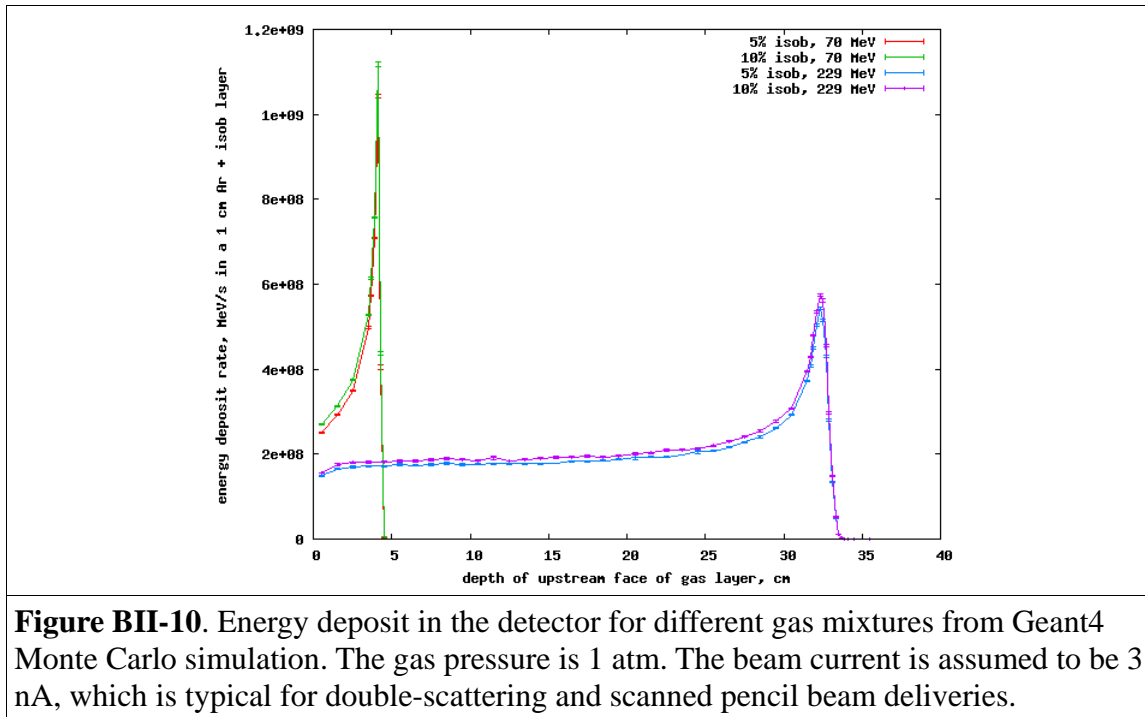 1.2e+09
1e+09
8e+08
6e+08
4e+08
2e+08
0
energy deposit rate, MeV/s in a 1 cm Ar + isob layer
5% isob, 70 MeV
10% isob, 70 MeV
5% isob, 229 MeV
10% isob, 229 MeV
0 5 10 15 20 25 30 35 40
depth of upstream face of gas layer, cm
Figure BII-10. Energy deposit in the detector for different gas mixtures from Geant4
Monte Carlo simulation. The gas pressure is 1 atm. The beam current is assumed to be 3
nA, which is typical for double-scattering and scanned pencil beam deliveries.